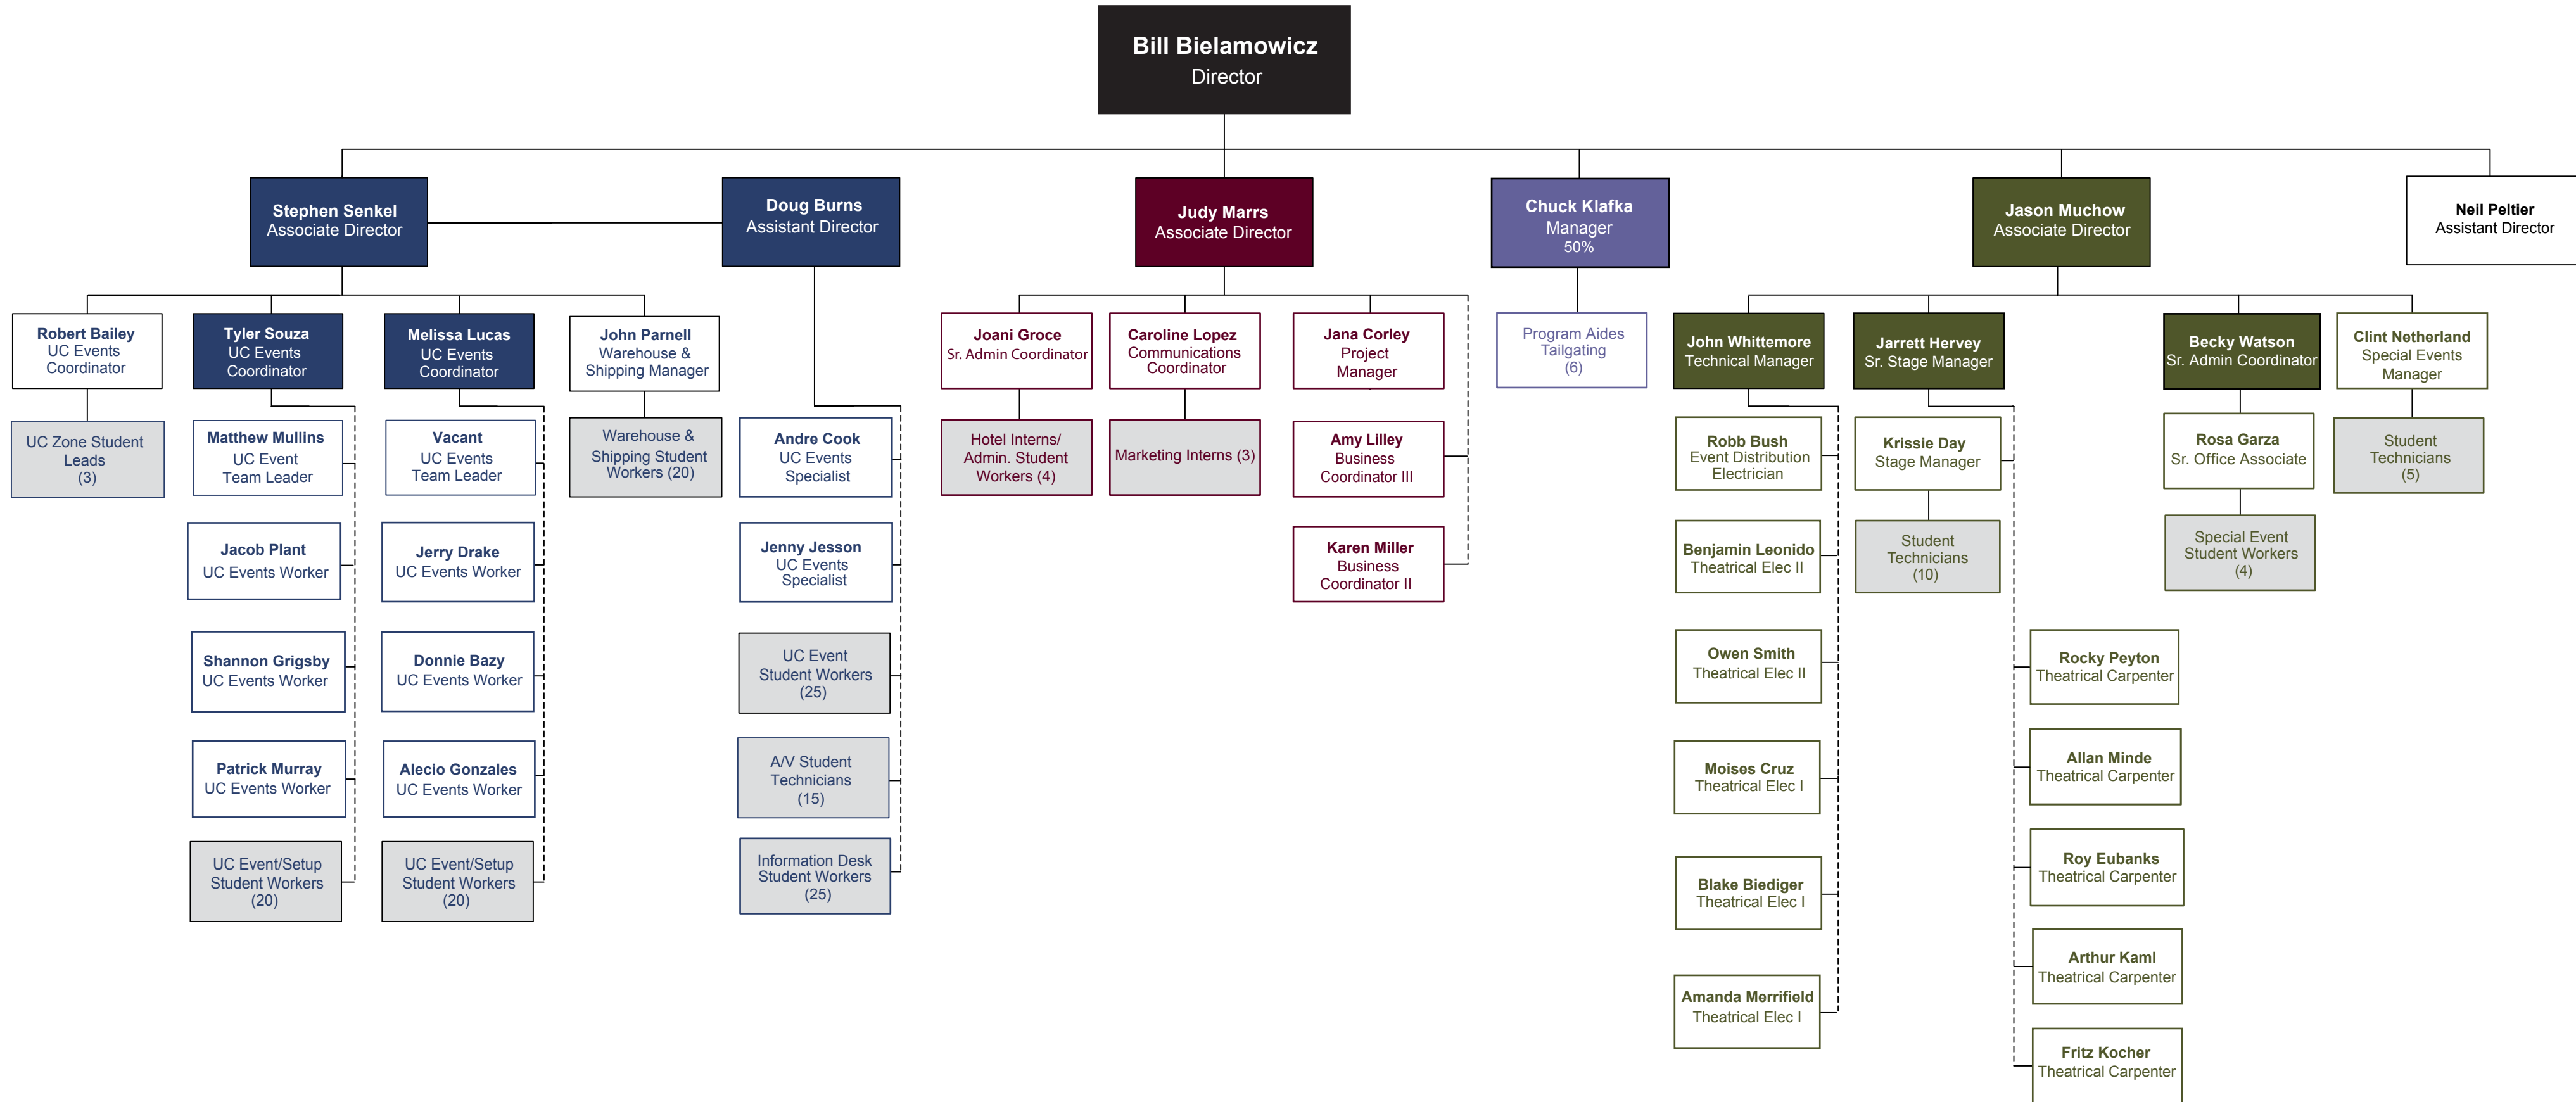 Bill Bielamowicz
Director
Stephen Senkel
Associate Director
Doug Burns
Assistant Director
Judy Marrs
Associate Director
Chuck Klafka
Manager
50%
Jason Muchow
Associate Director
Neil Peltier
Assistant Director
Robert Bailey
UC Events
Coordinator
Tyler Souza
UC Events
Coordinator
Melissa Lucas
UC Events
Coordinator
John Parnell
Warehouse &
Shipping Manager
Joani Groce
Sr. Admin Coordinator
Caroline Lopez
Communications
Coordinator
Jana Corley
Project
Manager
Program Aides
Tailgating
(6)
John Whittemore
Technical Manager
Jarrett Hervey
Sr. Stage Manager
Becky Watson
Sr. Admin Coordinator
Clint Netherland
Special Events
Manager
UC Zone Student
Leads
(3)
Matthew Mullins
UC Event
Team Leader
Vacant
UC Events
Team Leader
Warehouse &
Shipping Student
Workers (20)
Andre Cook
UC Events
Specialist
Hotel Interns/
Admin. Student
Workers (4)
Marketing Interns (3)
Amy Lilley
Business
Coordinator III
Robb Bush
Event Distribution
Electrician
Krissie Day
Stage Manager
Rosa Garza
Sr. Office Associate
Student
Technicians
(5)
Jacob Plant
UC Events Worker
Jerry Drake
UC Events Worker
Jenny Jesson
UC Events
Specialist
Karen Miller
Business
Coordinator II
Benjamin Leonido
Theatrical Elec II
Student
Technicians
(10)
Special Event
Student Workers
(4)
Shannon Grigsby
UC Events Worker
Donnie Bazy
UC Events Worker
UC Event
Student Workers
(25)
Owen Smith
Theatrical Elec II
Rocky Peyton
Theatrical Carpenter
Patrick Murray
UC Events Worker
Alecio Gonzales
UC Events Worker
A/V Student
Technicians
(15)
Moises Cruz
Theatrical Elec I
Allan Minde
Theatrical Carpenter
UC Event/Setup
Student Workers
(20)
UC Event/Setup
Student Workers
(20)
Information Desk
Student Workers
(25)
Blake Biediger
Theatrical Elec I
Roy Eubanks
Theatrical Carpenter
Arthur Kaml
Theatrical Carpenter
Amanda Merrifield
Theatrical Elec I
Fritz Kocher
Theatrical Carpenter